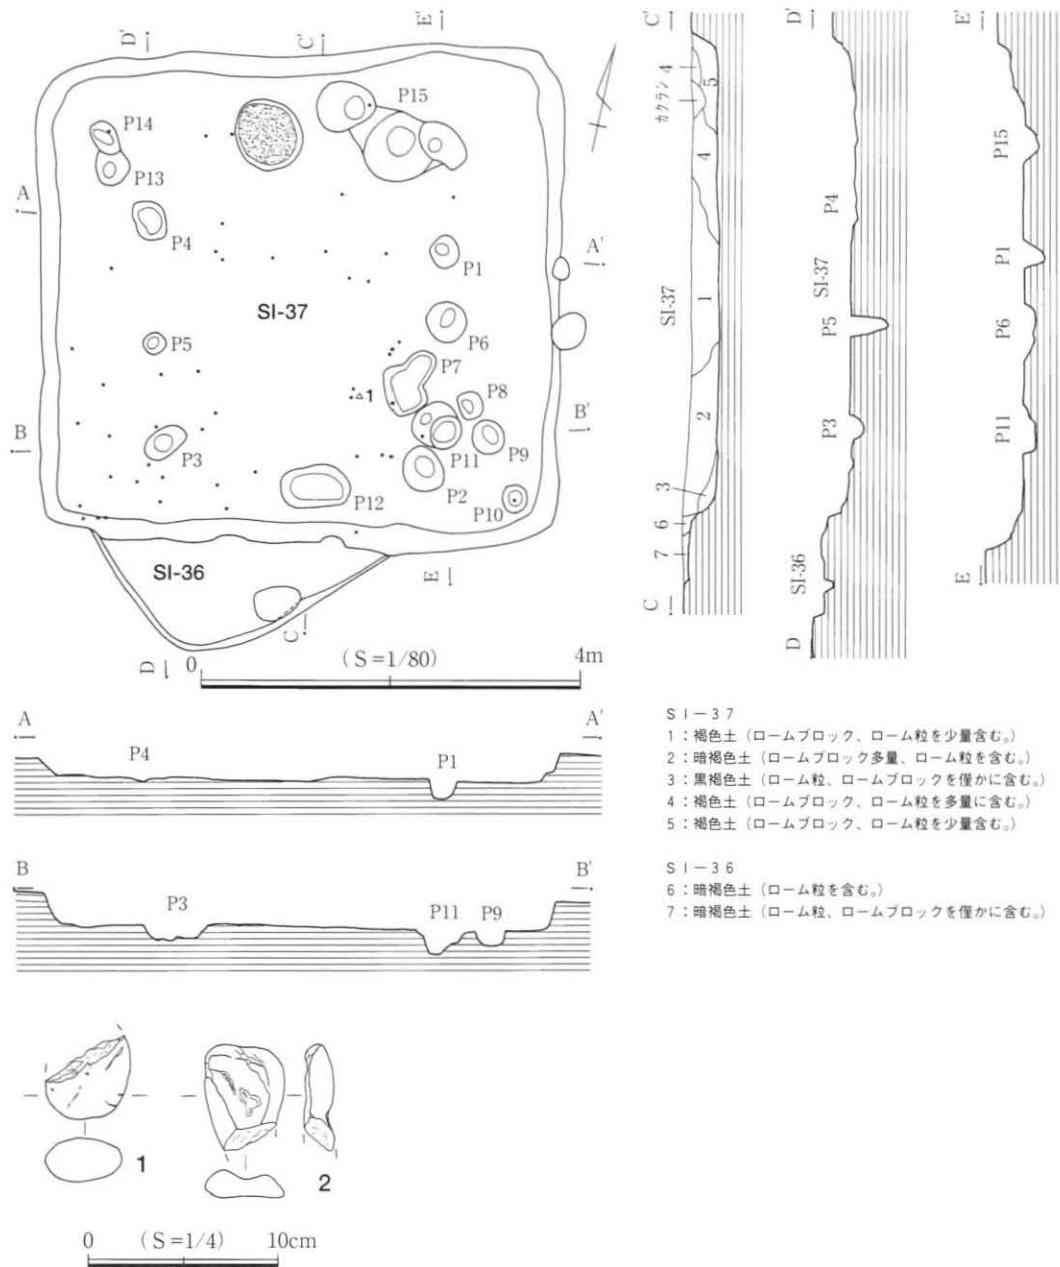 D'
C'
E'
P14
P15
P13
A
P4
A'
P1
SI-37
P5
P6
P7
△1
P8
B
B'
P3
P11
P9
P2
P12
P10
SI-36
E
C
D
0 (S=1/80) 4m
C'
カクラン
4
5
4
SI-37
1
2
3
6
7
C
D'
P4
SI-37
P5
P3
SI-36
D
E'
P15
P1
P6
P11
E
A
A'
P4
P1
B
B'
P3
P11
P9
SI-37
1:褐色土(ロームブロック、ローム粒を少量含む。)
2:暗褐色土(ロームブロック多量、ローム粒を含む。)
3:黒褐色土(ローム粒、ロームブロックを僅かに含む。)
4:褐色土(ロームブロック、ローム粒を多量に含む。)
5:褐色土(ロームブロック、ローム粒を少量含む。)
SI-36
6:暗褐色土(ローム粒を含む。)
7:暗褐色土(ローム粒、ロームブロックを僅かに含む。)
1
2
0 (S=1/4) 10cm